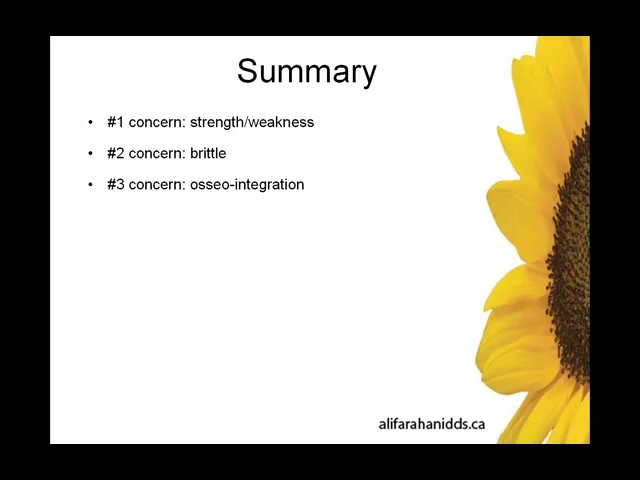 Summary
• #1 concern: strength/weakness
• #2 concern: brittle
• #3 concern: osseo-integration
alifarahanidds.ca